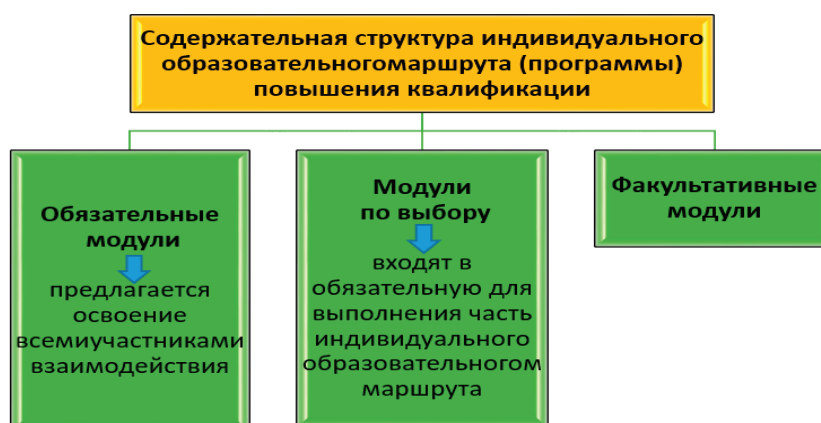 Содержательная структура индивидуального
образовательногомаршрута (программы)
повышения квалификации
Обязательные
модули
предлагается
освоение
всемиучастниками
взаимодействия
Модули
по выбору
входят в
обязательную для
выполнения часть
индивидуального
образовательногом
маршрута
Факультативные
модули